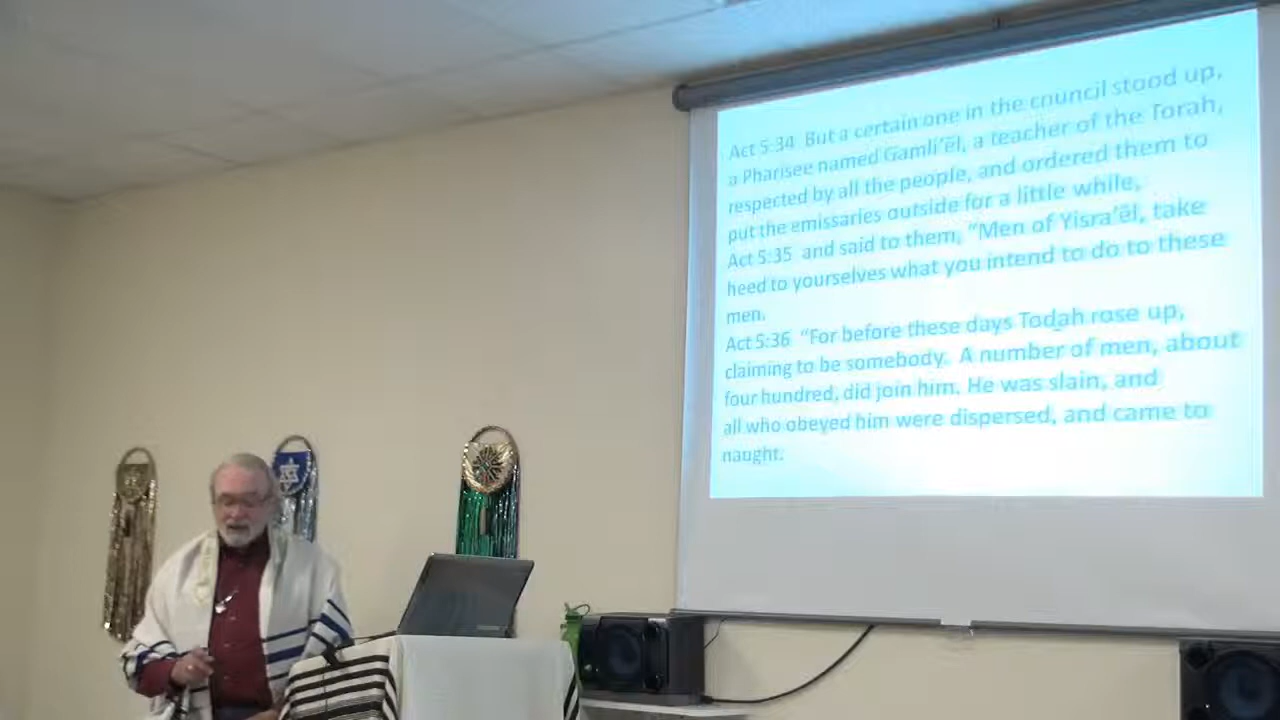 Act 5:34 But a certain one in the council stood up,
a Pharisee named Gamli’ĕl, a teacher of the Torah,
respected by all the people, and ordered them to
put the emissaries outside for a little while,
Act 5:35 and said to them, “Men of Yisra’ĕl, take
heed to yourselves what you intend to do to these
men.
Act 5:36 “For before these days Todah rose up,
claiming to be somebody. A number of men, about
four hundred, did join him. He was slain, and
all who obeyed him were dispersed, and came to
naught.